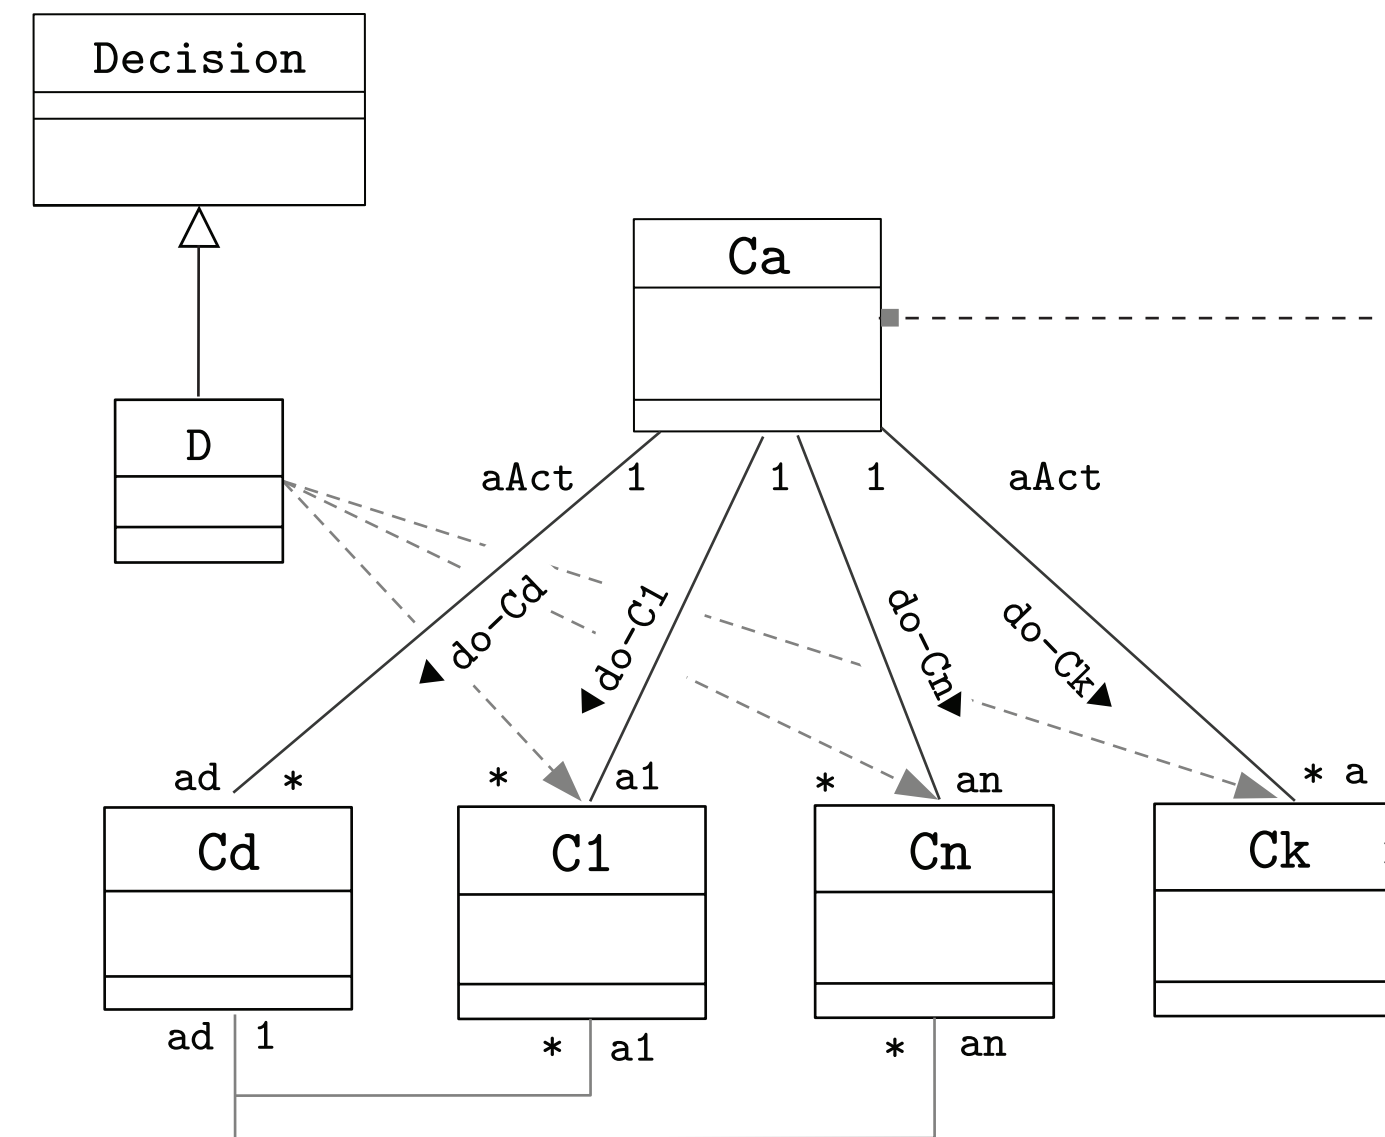 Decision
Ca
D
aAct 1 1 1 aAct
do-Cd
do-C1
do-Cn
do-Ck
ad * * a1 * an * a
Cd C1 Cn Ck
ad 1 * a1 * an